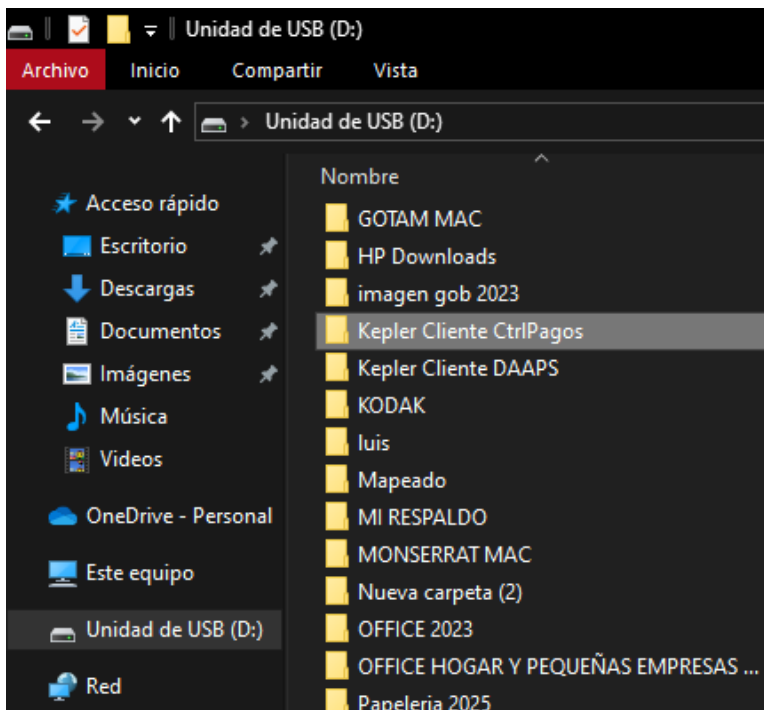 Unidad de USB (D:)
Archivo Inicio Compartir Vista
Unidad de USB (D:)
Acceso rápido
Escritorio
Descargas
Documentos
Imágenes
Música
Videos
OneDrive - Personal
Este equipo
Unidad de USB (D:)
Red
Nombre
GOTAM MAC
HP Downloads
imagen gob 2023
Kepler Cliente CtrlPagos
Kepler Cliente DAAPS
KODAK
luis
Mapeado
MI RESPALDO
MONSERRAT MAC
Nueva carpeta (2)
OFFICE 2023
OFFICE HOGAR Y PEQUEÑAS EMPRESAS ...
Papeleria 2025